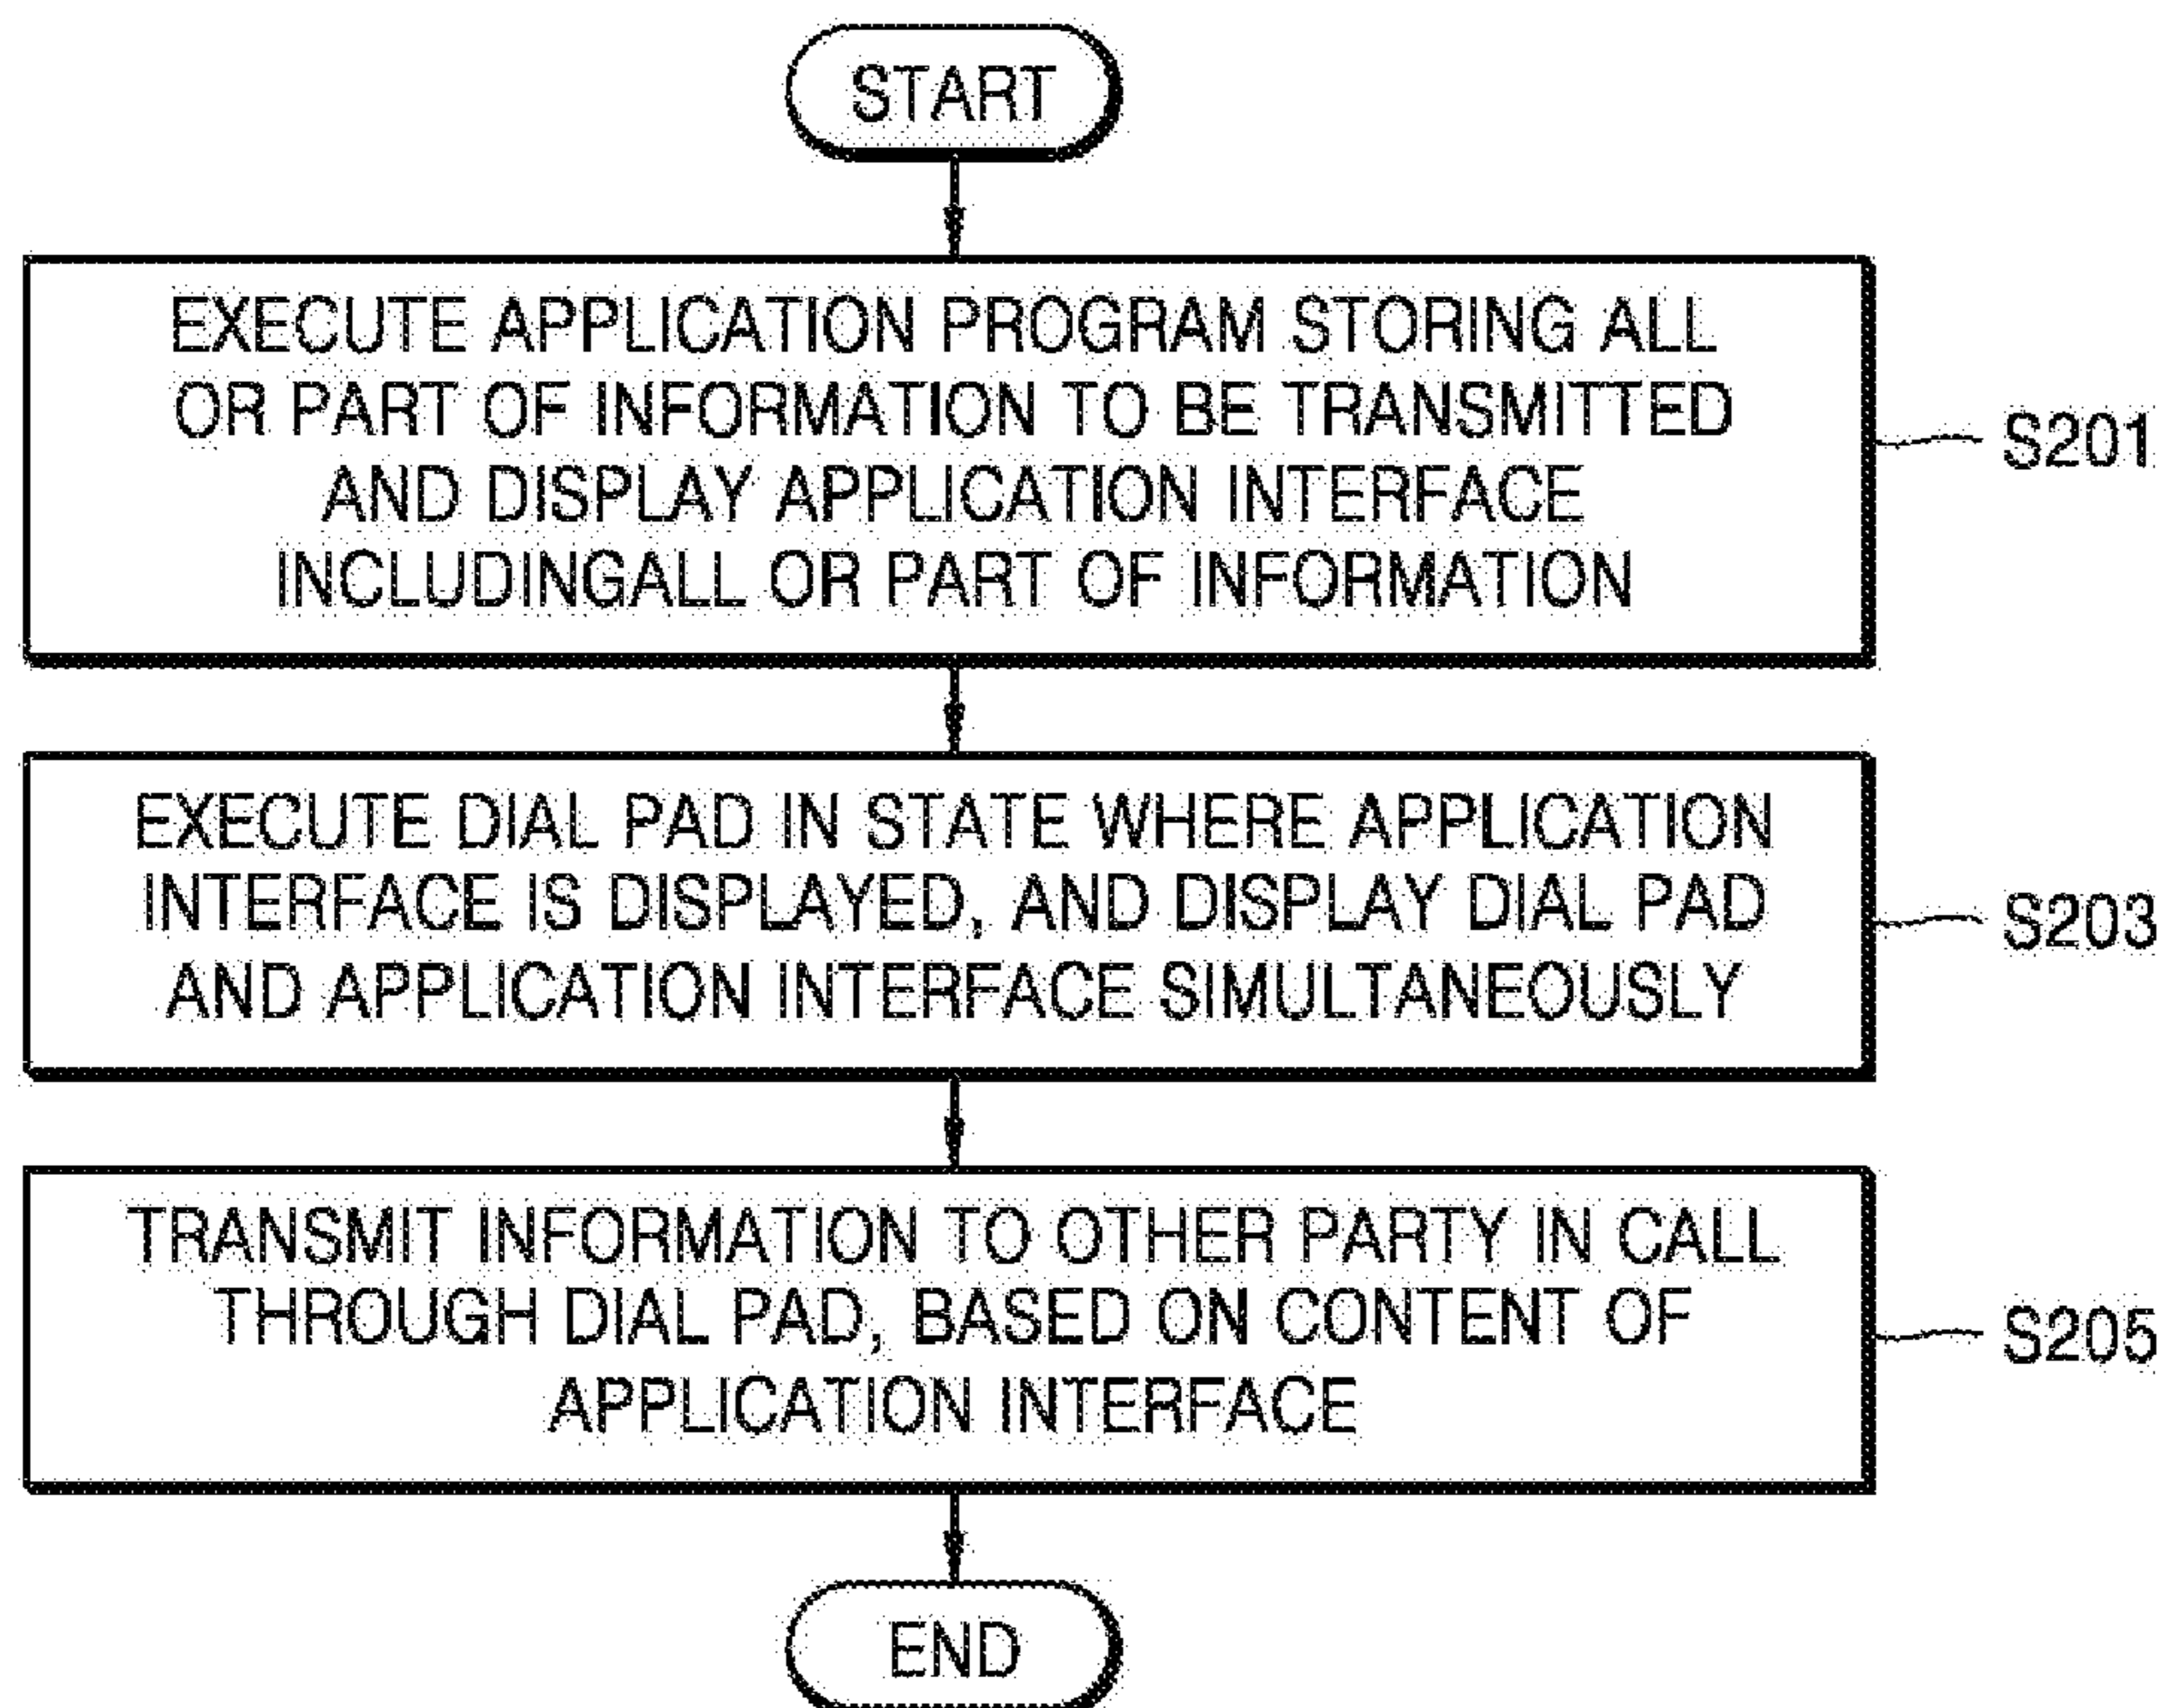 START
EXECUTE APPLICATION PROGRAM STORING ALL
OR PART OF INFORMATION TO BE TRANSMITTED
AND DISPLAY APPLICATION INTERFACE
INCLUDINGALL OR PART OF INFORMATION
S201
EXECUTE DIAL PAD IN STATE WHERE APPLICATION
INTERFACE IS DISPLAYED, AND DISPLAY DIAL PAD
AND APPLICATION INTERFACE SIMULTANEOUSLY
S203
TRANSMIT INFORMATION TO OTHER PARTY IN CALL
THROUGH DIAL PAD, BASED ON CONTENT OF
APPLICATION INTERFACE
S205
END